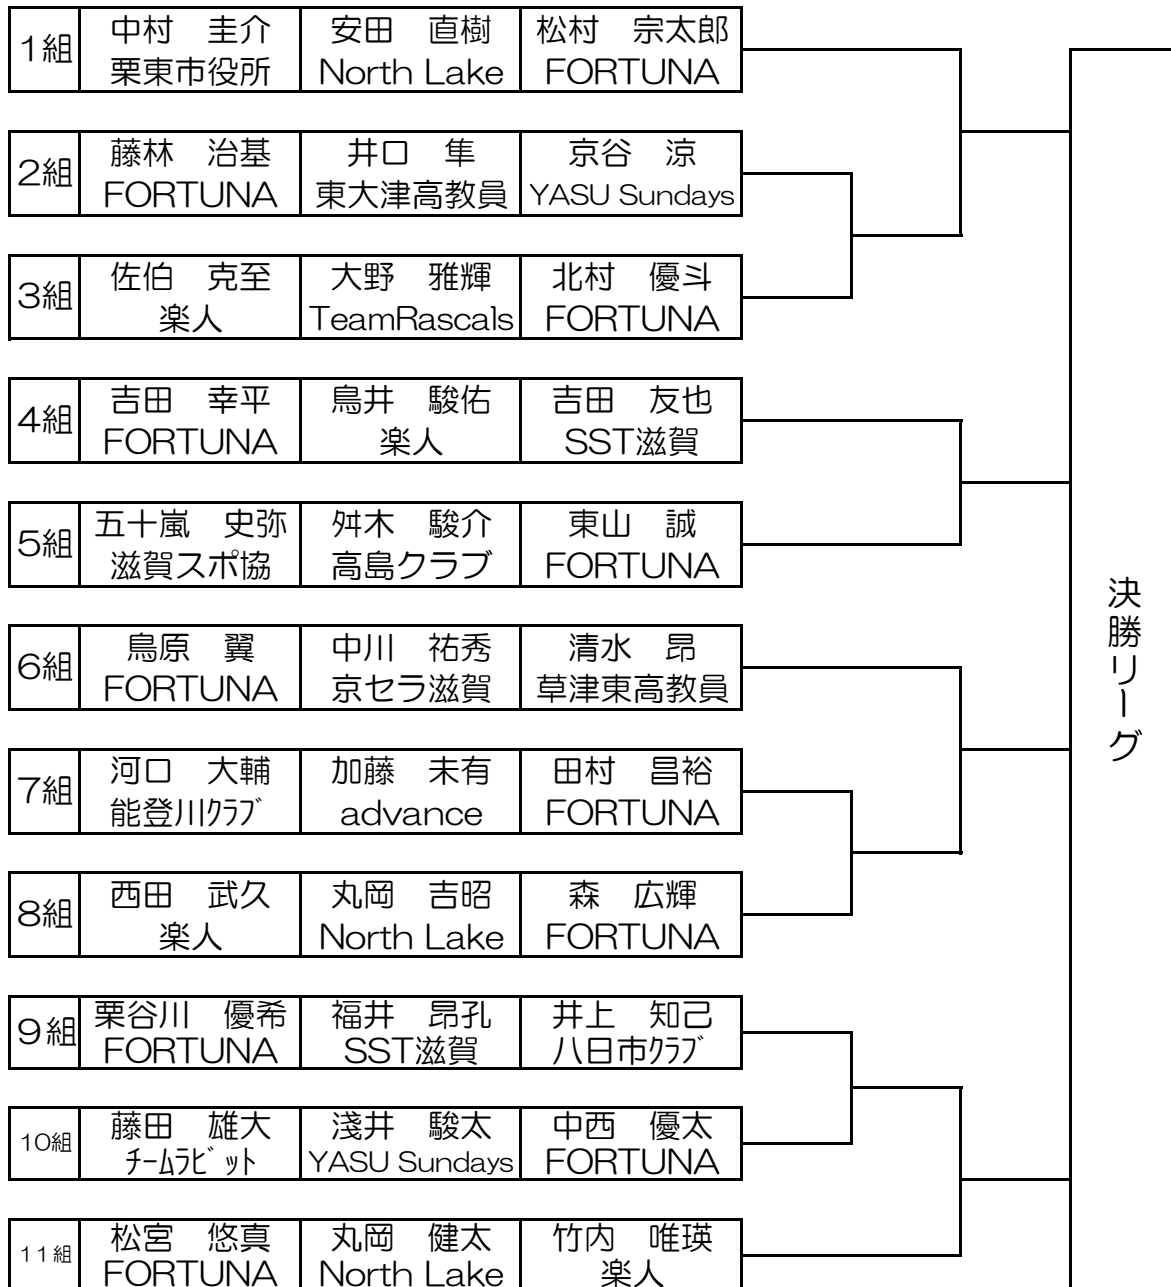 1組 中村　圭介 安田　直樹 松村　宗太郎
栗東市役所 North Lake FORTUNA
2組 藤林　治基 井口　隼 京谷　涼
FORTUNA 東大津高教員 YASU Sundays
3組 佐伯　克至 大野　雅輝 北村　優斗
楽人 TeamRascals FORTUNA
4組 吉田　幸平 鳥井　駿佑 吉田　友也
FORTUNA 楽人 SST滋賀
5組 五十嵐　史弥 舛木　駿介 東山　誠
滋賀スポ協 高島クラブ FORTUNA
6組 鳥原　翼 中川　祐秀 清水　昂
FORTUNA 京セラ滋賀 草津東高教員
7組 河口　大輔 加藤　未有 田村　昌裕
能登川ｸﾗﾌﾞ advance FORTUNA
8組 西田　武久 丸岡　吉昭 森　広輝
楽人 North Lake FORTUNA
9組 栗谷川　優希 福井　昂孔 井上　知己
FORTUNA SST滋賀 八日市ｸﾗﾌﾞ
10組 藤田　雄大 淺井　駿太 中西　優太
ﾁｰﾑﾗﾋﾞｯﾄ YASU Sundays FORTUNA
11組 松宮　悠真 丸岡　健太 竹内　唯瑛
FORTUNA North Lake 楽人
決勝リーグ